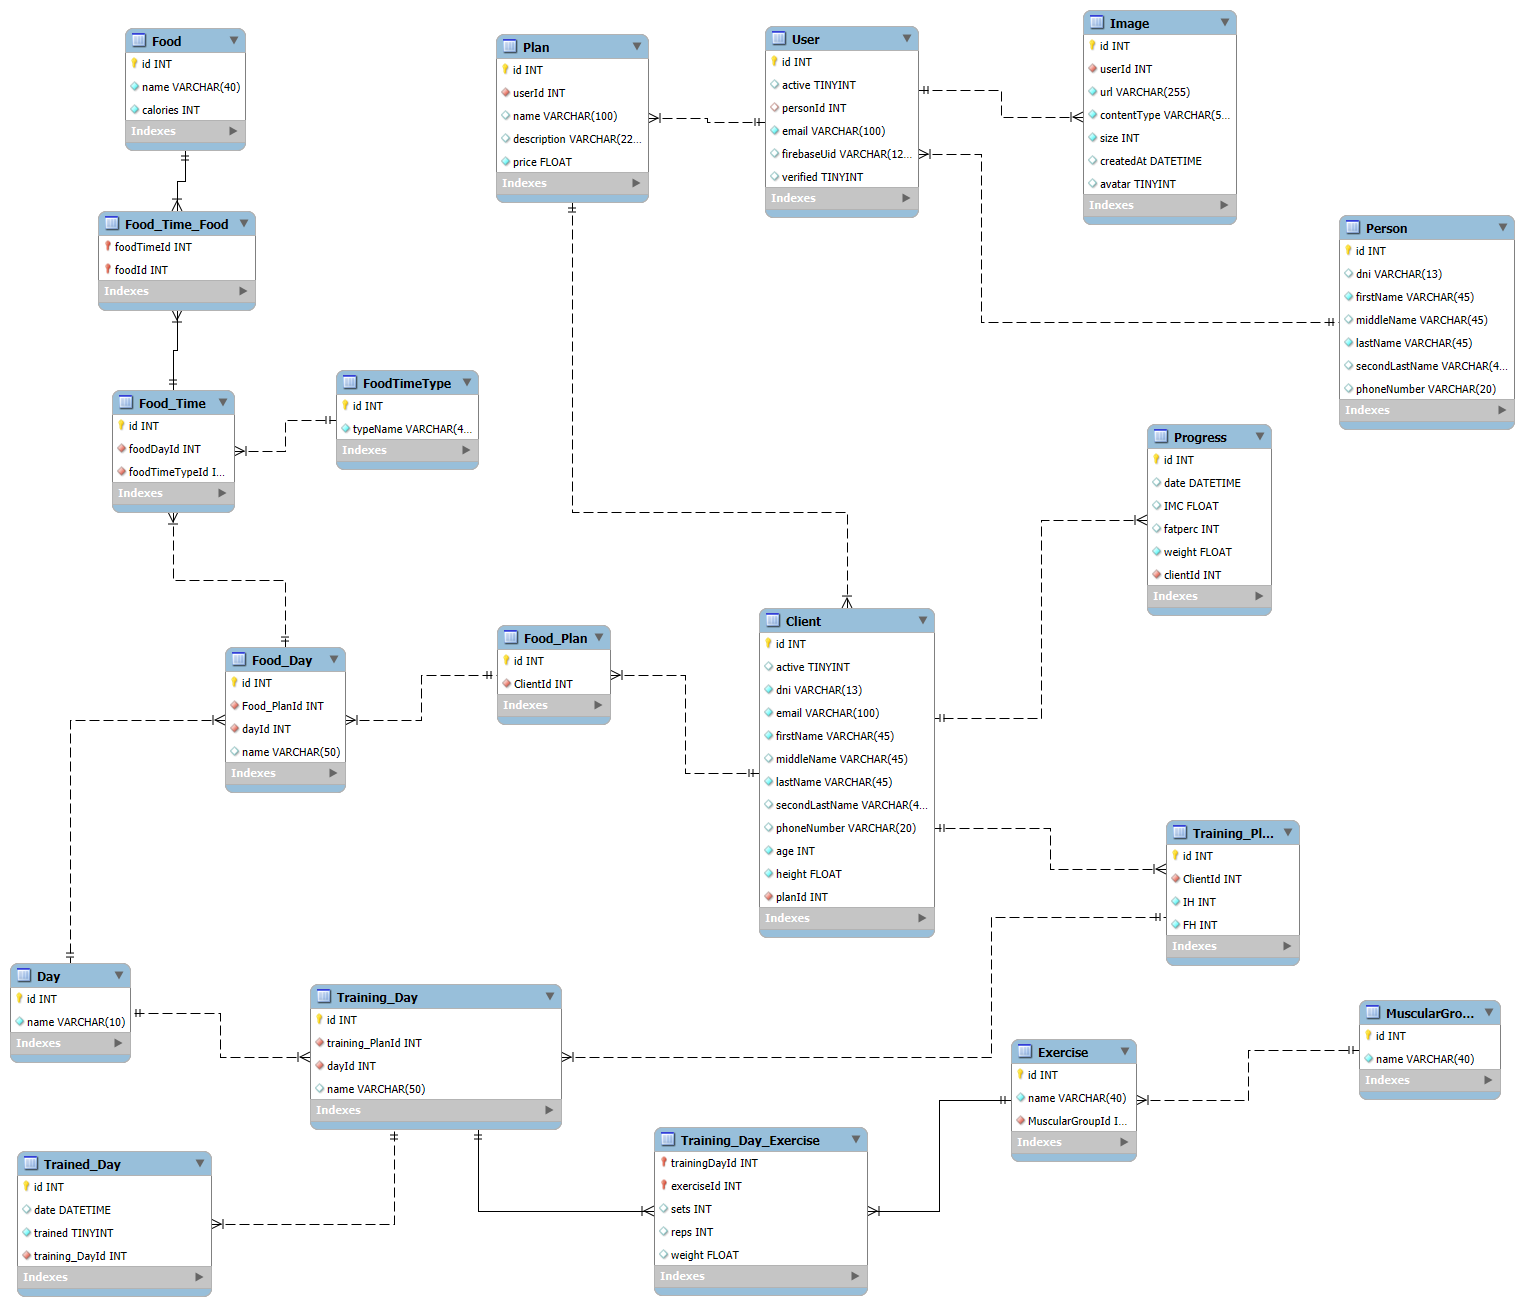 Food
id INT
name VARCHAR(40)
calories INT
Indexes
Plan
id INT
userId INT
name VARCHAR(100)
description VARCHAR(22...
price FLOAT
Indexes
User
id INT
active TINYINT
personId INT
email VARCHAR(100)
firebaseUid VARCHAR(12...
verified TINYINT
Indexes
Image
id INT
userId INT
url VARCHAR(255)
contentType VARCHAR(5...
size INT
createdAt DATETIME
avatar TINYINT
Indexes
Food_Time_Food
foodTimeId INT
foodId INT
Indexes
Person
id INT
dni VARCHAR(13)
firstName VARCHAR(45)
middleName VARCHAR(45)
lastName VARCHAR(45)
secondLastName VARCHAR(4...
phoneNumber VARCHAR(20)
Indexes
Food_Time
id INT
foodDayId INT
foodTimeTypeId I...
Indexes
FoodTimeType
id INT
typeName VARCHAR(4...
Indexes
Progress
id INT
date DATETIME
IMC FLOAT
fatperc INT
weight FLOAT
clientId INT
Indexes
Food_Day
id INT
Food_PlanId INT
dayId INT
name VARCHAR(50)
Indexes
Food_Plan
id INT
ClientId INT
Indexes
Client
id INT
active TINYINT
dni VARCHAR(13)
email VARCHAR(100)
firstName VARCHAR(45)
middleName VARCHAR(45)
lastName VARCHAR(45)
secondLastName VARCHAR(4...
phoneNumber VARCHAR(20)
age INT
height FLOAT
planId INT
Indexes
Training_Pl...
id INT
ClientId INT
IH INT
FH INT
Indexes
Day
id INT
name VARCHAR(10)
Indexes
Training_Day
id INT
training_PlanId INT
dayId INT
name VARCHAR(50)
Indexes
Exercise
id INT
name VARCHAR(40)
MuscularGroupId I...
Indexes
MuscularGro...
id INT
name VARCHAR(40)
Indexes
Trained_Day
id INT
date DATETIME
trained TINYINT
training_DayId INT
Indexes
Training_Day_Exercise
trainingDayId INT
exerciseId INT
sets INT
reps INT
weight FLOAT
Indexes